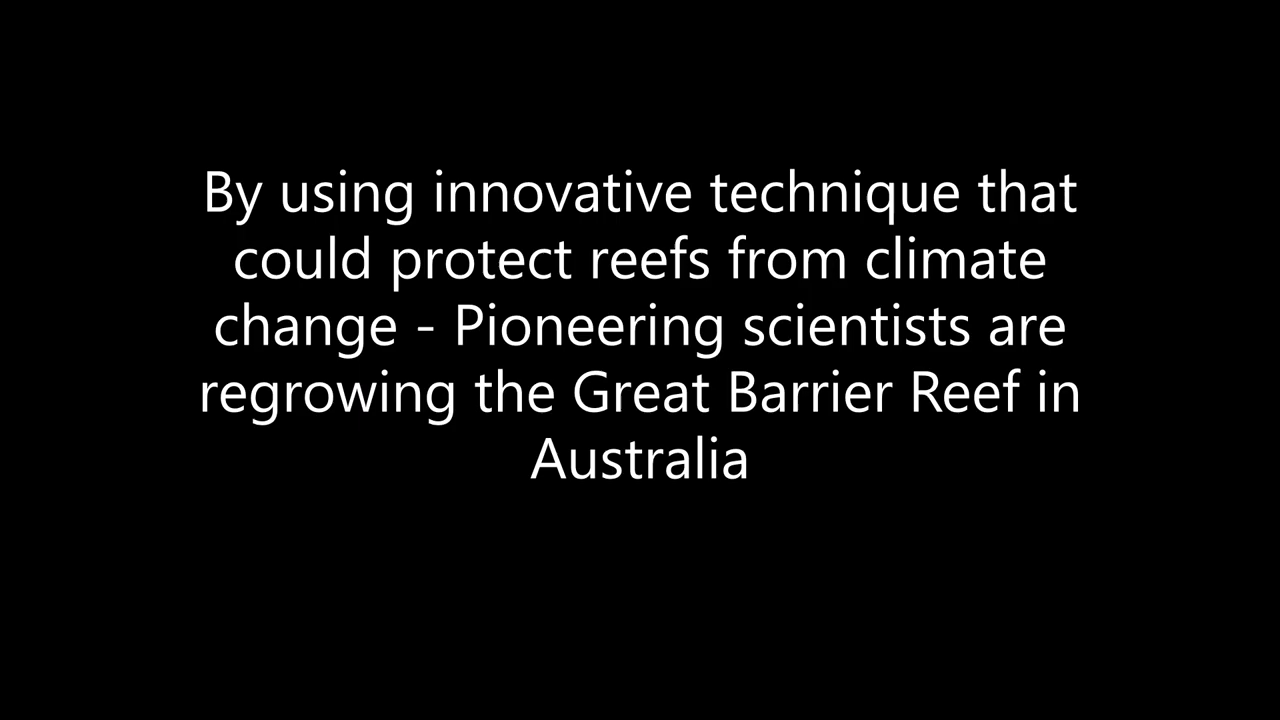 By using innovative technique that
could protect reefs from climate
change - Pioneering scientists are
regrowing the Great Barrier Reef in
Australia